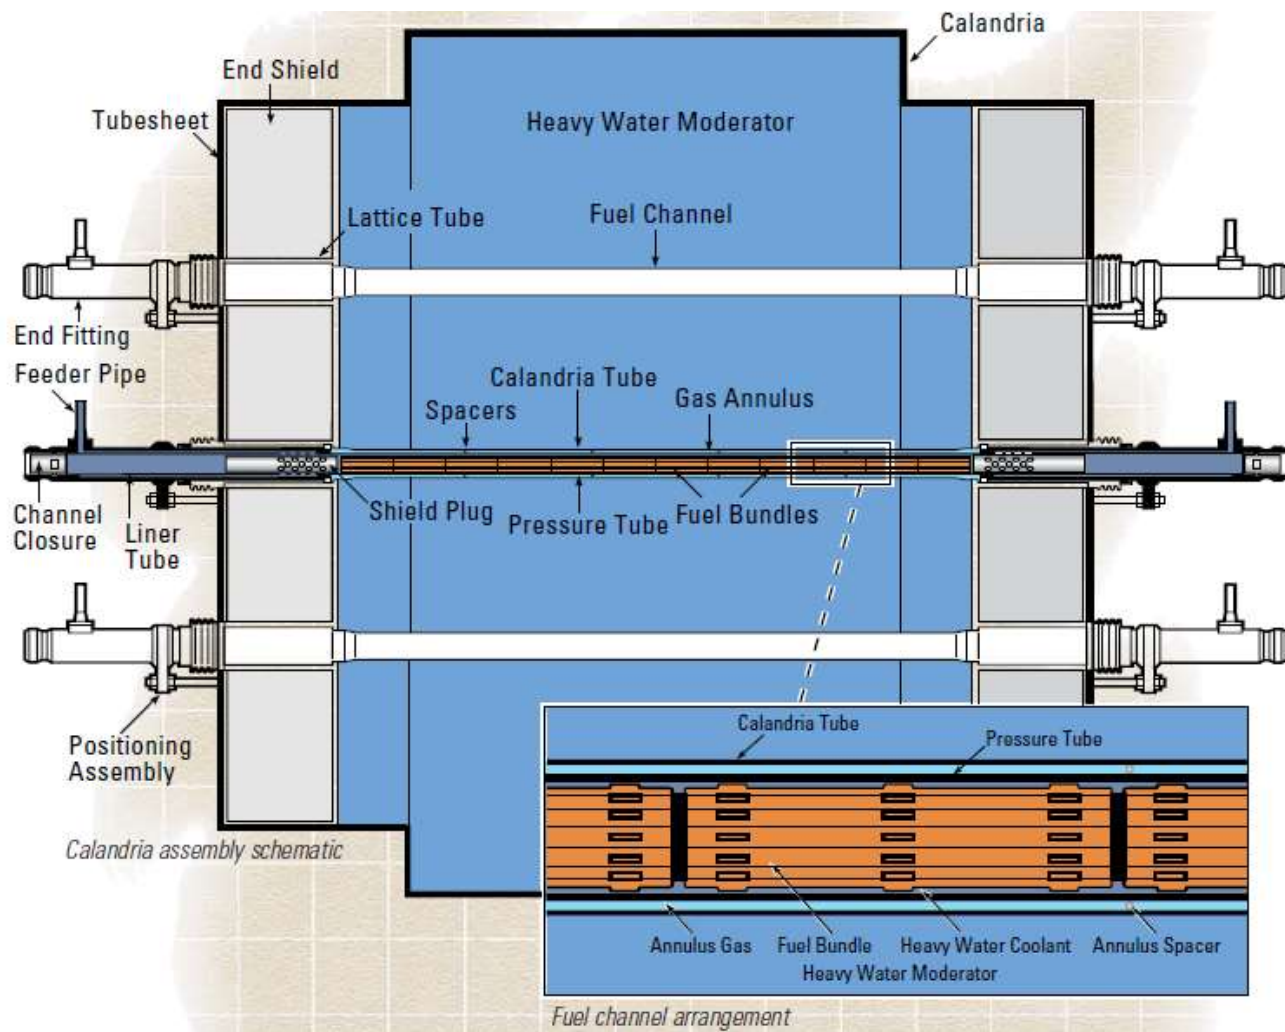 Calandria
End Shield
Tubesheet
Heavy Water Moderator
Lattice Tube
Fuel Channel
End Fitting
Feeder Pipe
Calandria Tube
Gas Annulus
Spacers
Channel
Closure
Liner
Tube
Shield Plug
Pressure Tube
Fuel Bundles
Positioning
Assembly
Calandria assembly schematic
Calandria Tube
Pressure Tube
Annulus Gas
Fuel Bundle
Heavy Water Coolant
Annulus Spacer
Heavy Water Moderator
Fuel channel arrangement